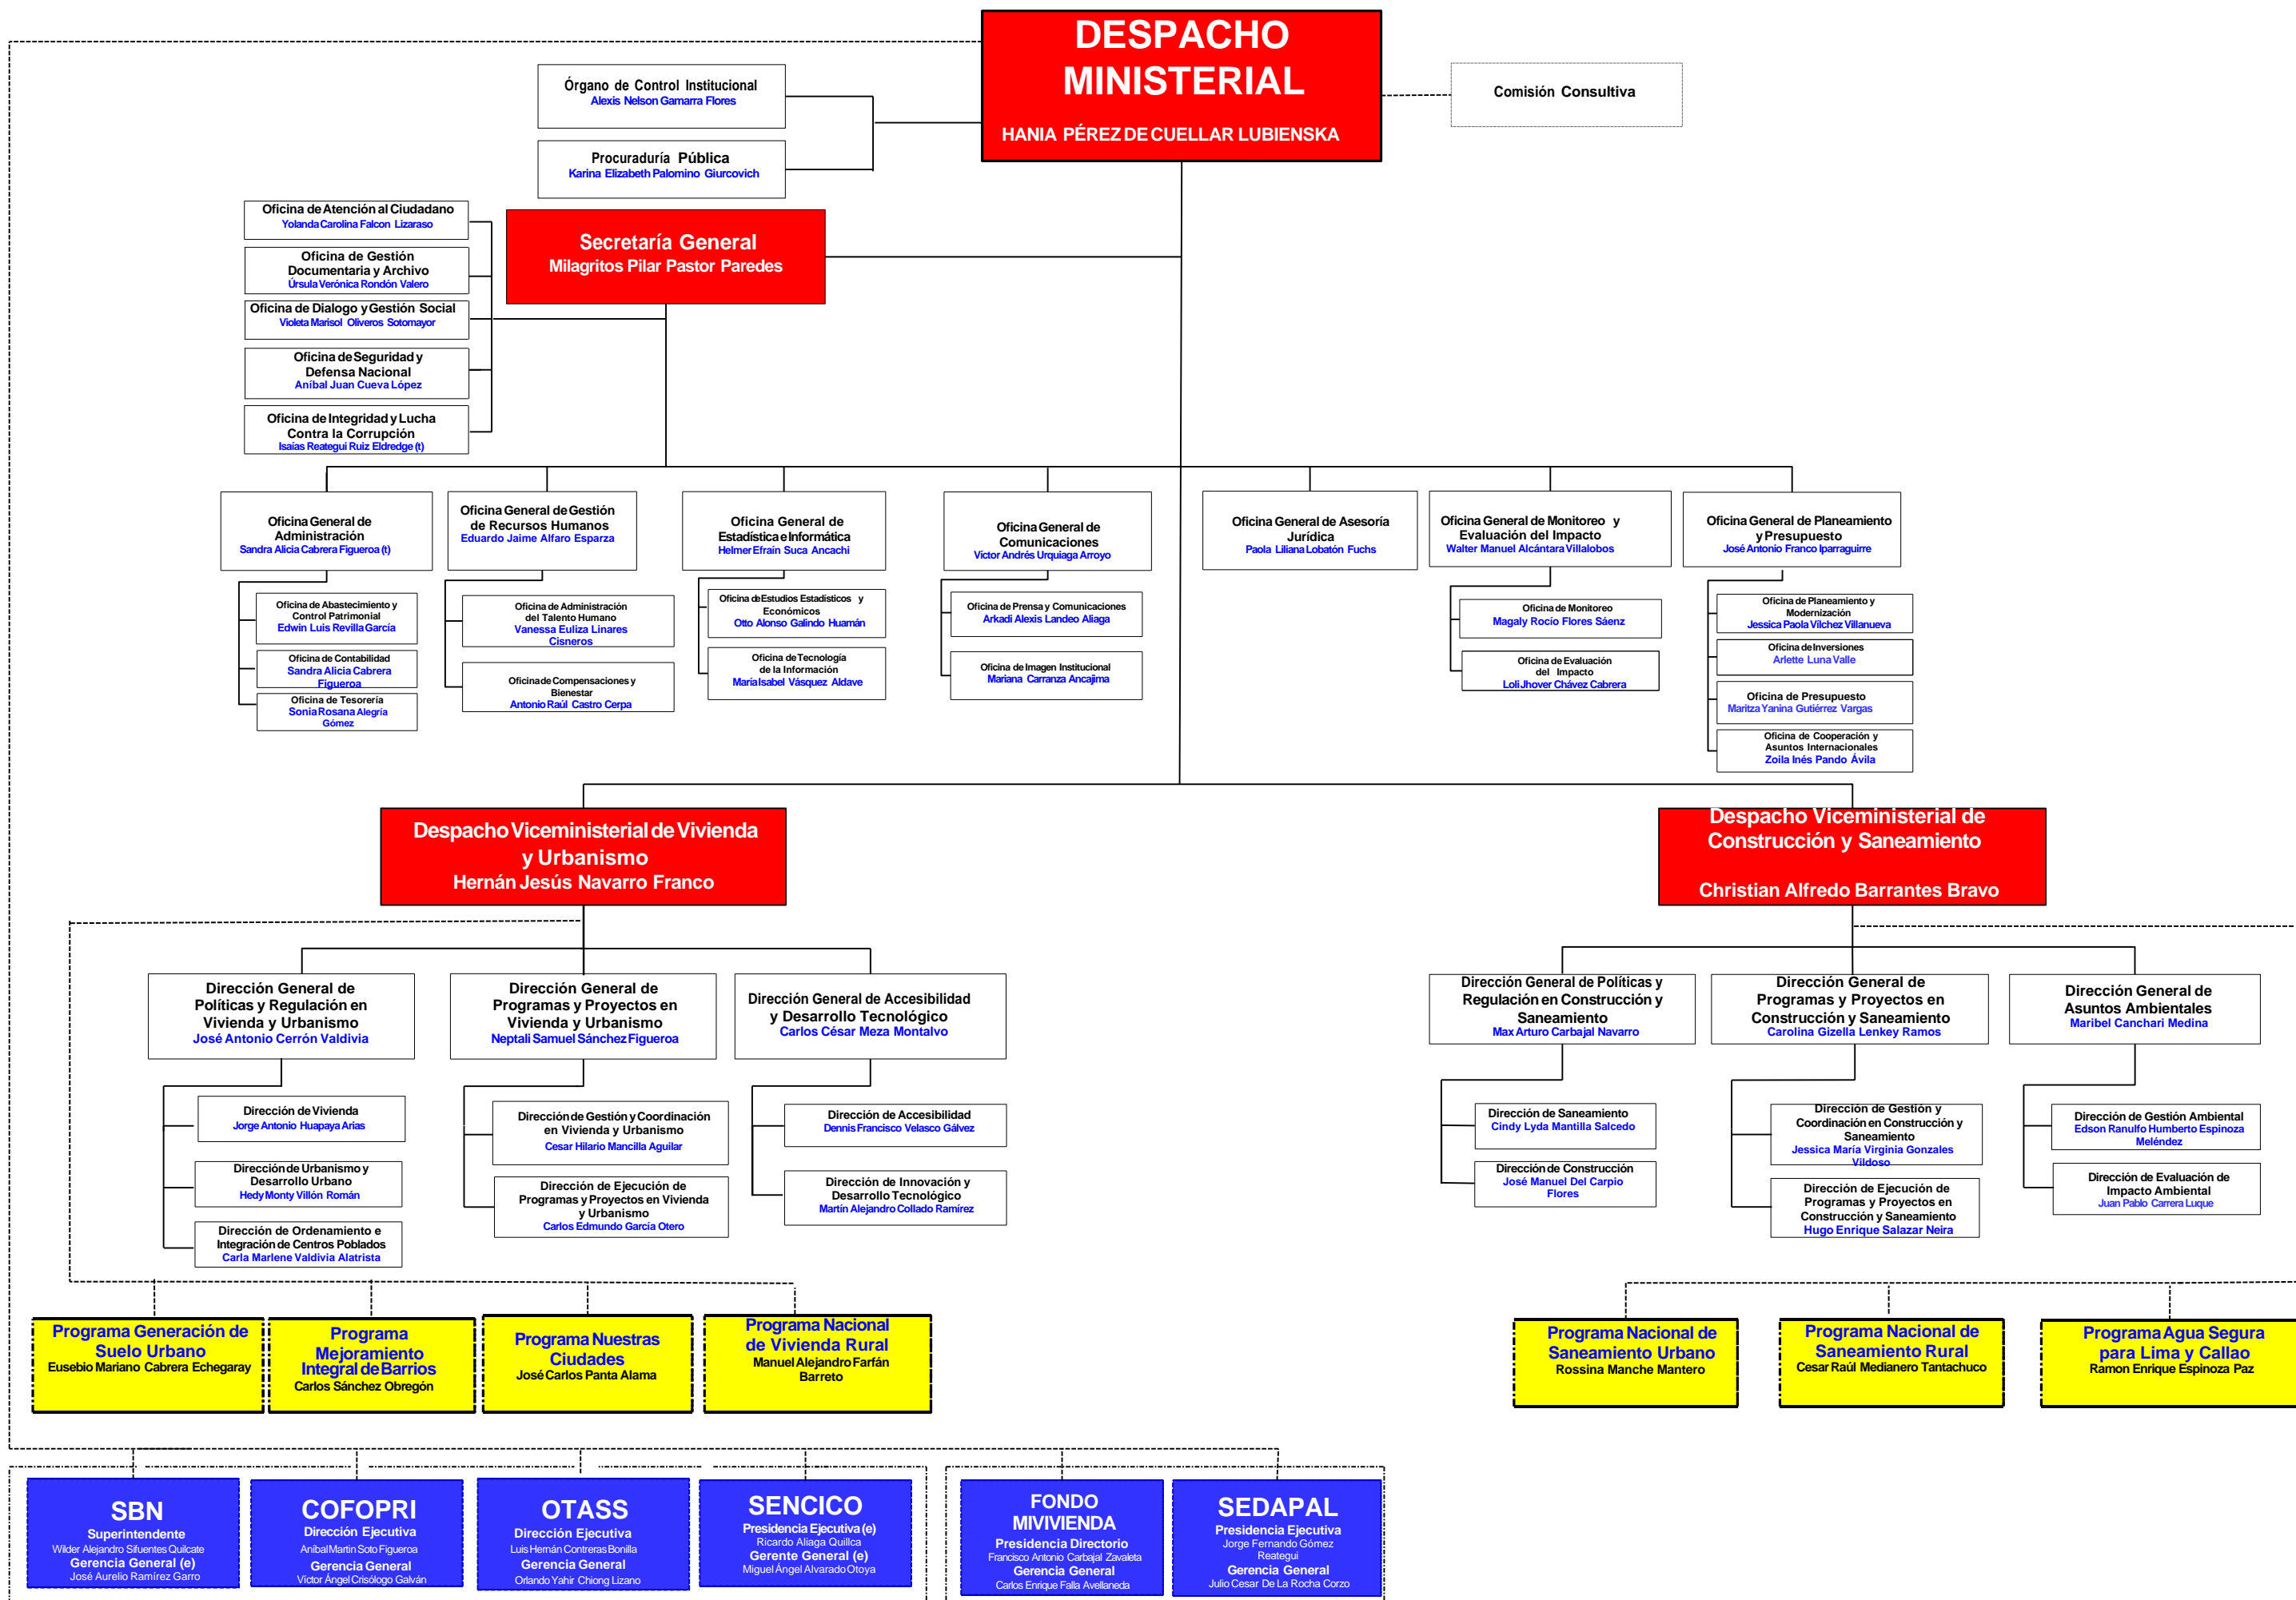 DESPACHO
MINISTERIAL
HANIA PÉREZ DE CUELLAR LUBIENSKA
Órgano de Control Institucional
Alexis Nelson Gamarra Flores
Comisión Consultiva
Procuraduría Pública
Karina Elizabeth Palomino Giurcovich
Oficina de Atención al Ciudadano
Yolanda Carolina Falcon Lizaraso
Oficina de Gestión
Documentaria y Archivo
Úrsula Verónica Rondón Valero
Oficina de Dialogo y Gestión Social
Violeta Marisol Oliveros Sotomayor
Oficina de Seguridad y
Defensa Nacional
Aníbal Juan Cueva López
Oficina de Integridad y Lucha
Contra la Corrupción
Isaías Reategui Ruiz Eldredge (t)
Secretaría General
Milagritos Pilar Pastor Paredes
Oficina General de
Administración
Sandra Alicia Cabrera Figueroa (t)
Oficina General de Gestión
de Recursos Humanos
Eduardo Jaime Alfaro Esparza
Oficina General de
Estadística e Informática
Helmer Efraín Suca Ancachi
Oficina General de
Comunicaciones
Víctor Andrés Urquiaga Arroyo
Oficina General de Asesoría
Jurídica
Paola Liliana Lobatón Fuchs
Oficina General de Monitoreo y
Evaluación del Impacto
Walter Manuel Alcántara Villalobos
Oficina General de Planeamiento
y Presupuesto
José Antonio Franco Iparraguirre
Oficina de Abastecimiento y
Control Patrimonial
Edwin Luis Revilla García
Oficina de Contabilidad
Sandra Alicia Cabrera
Figueroa
Oficina de Tesorería
Sonia Rosana Alegría
Gómez
Oficina de Administración
del Talento Humano
Vanessa Euliza Linares
Cisneros
Oficina de Compensaciones y
Bienestar
Antonio Raúl Castro Cerpa
Oficina de Estudios Estadísticos y
Económicos
Otto Alonso Galindo Huamán
Oficina de Tecnología
de la Información
María Isabel Vásquez Aldave
Oficina de Prensa y Comunicaciones
Arkadi Alexis Landeo Aliaga
Oficina de Imagen Institucional
Mariana Carranza Ancajima
Oficina de Monitoreo
Magaly Rocío Flores Sáenz
Oficina de Evaluación
del Impacto
Loli Jhover Chávez Cabrera
Oficina de Planeamiento y
Modernización
Jessica Paola Vílchez Villanueva
Oficina de Inversiones
Arlette Luna Valle
Oficina de Presupuesto
Maritza Yanina Gutiérrez Vargas
Oficina de Cooperación y
Asuntos Internacionales
Zoila Inés Pando Ávila
Despacho Viceministerial de Vivienda
y Urbanismo
Hernán Jesús Navarro Franco
Despacho Viceministerial de
Construcción y Saneamiento
Christian Alfredo Barrantes Bravo
Dirección General de
Políticas y Regulación en
Vivienda y Urbanismo
José Antonio Cerrón Valdivia
Dirección General de
Programas y Proyectos en
Vivienda y Urbanismo
Neptali Samuel Sánchez Figueroa
Dirección General de Accesibilidad
y Desarrollo Tecnológico
Carlos César Meza Montalvo
Dirección General de Políticas y
Regulación en Construcción y
Saneamiento
Max Arturo Carbajal Navarro
Dirección General de
Programas y Proyectos en
Construcción y Saneamiento
Carolina Gizella Lenkey Ramos
Dirección General de
Asuntos Ambientales
Maribel Canchari Medina
Dirección de Vivienda
Jorge Antonio Huapaya Arias
Dirección de Urbanismo y
Desarrollo Urbano
Hedy Monty Villón Román
Dirección de Ordenamiento e
Integración de Centros Poblados
Carla Marlene Valdivia Alatrista
Dirección de Gestión y Coordinación
en Vivienda y Urbanismo
Cesar Hilario Mancilla Aguilar
Dirección de Ejecución de
Programas y Proyectos en Vivienda
y Urbanismo
Carlos Edmundo García Otero
Dirección de Accesibilidad
Dennis Francisco Velasco Gálvez
Dirección de Innovación y
Desarrollo Tecnológico
Martín Alejandro Collado Ramírez
Dirección de Saneamiento
Cindy Lyda Mantilla Salcedo
Dirección de Construcción
José Manuel Del Carpio
Flores
Dirección de Gestión y
Coordinación en Construcción y
Saneamiento
Jessica María Virginia Gonzales
Vildoso
Dirección de Ejecución de
Programas y Proyectos en
Construcción y Saneamiento
Hugo Enrique Salazar Neira
Dirección de Gestión Ambiental
Edson Ranulfo Humberto Espinoza
Meléndez
Dirección de Evaluación de
Impacto Ambiental
Juan Pablo Carrera Luque
Programa Generación de
Suelo Urbano
Eusebio Mariano Cabrera Echegaray
Programa
Mejoramiento
Integral de Barrios
Carlos Sánchez Obregón
Programa Nuestras
Ciudades
José Carlos Panta Alama
Programa Nacional
de Vivienda Rural
Manuel Alejandro Farfán
Barreto
Programa Nacional de
Saneamiento Urbano
Rossina Manche Mantero
Programa Nacional de
Saneamiento Rural
Cesar Raúl Medianero Tantachuco
Programa Agua Segura
para Lima y Callao
Ramon Enrique Espinoza Paz
SBN
Superintendente
Wilder Alejandro Sifuentes Quilcate
Gerencia General (e)
José Aurelio Ramírez Garro
COFOPRI
Dirección Ejecutiva
Aníbal Martin Soto Figueroa
Gerencia General
Víctor Ángel Crisólogo Galván
OTASS
Dirección Ejecutiva
Luis Hernán Contreras Bonilla
Gerencia General
Orlando Yahir Chiong Lizano
SENCICO
Presidencia Ejecutiva (e)
Ricardo Aliaga Quillca
Gerente General (e)
Miguel Ángel Alvarado Otoya
FONDO
MIVIVIENDA
Presidencia Directorio
Francisco Antonio Carbajal Zavaleta
Gerencia General
Carlos Enrique Falla Avellaneda
SEDAPAL
Presidencia Ejecutiva
Jorge Fernando Gómez
Reategui
Gerencia General
Julio Cesar De La Rocha Corzo